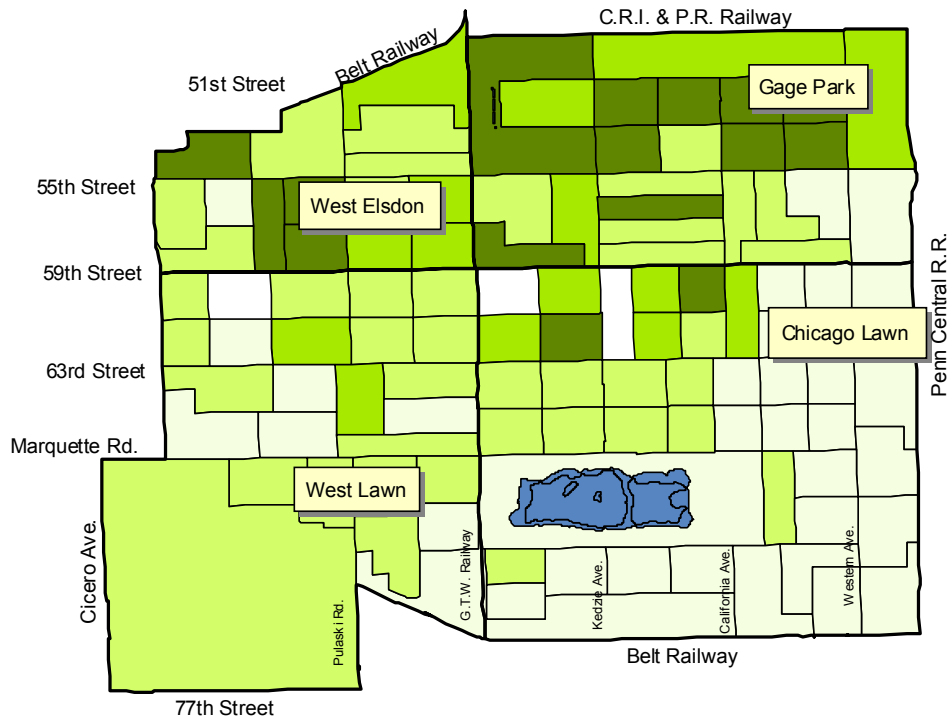 C.R.I. & P.R. Railway
Belt Railway
51st Street
Gage Park
55th Street
West Elsdon
59th Street
Penn Central R.R.
Chicago Lawn
63rd Street
Marquette Rd.
West Lawn
Cicero Ave.
G.T.W. Railway
Kedzie Ave.
California Ave.
Western Ave.
Pulaski Rd.
Belt Railway
77th Street